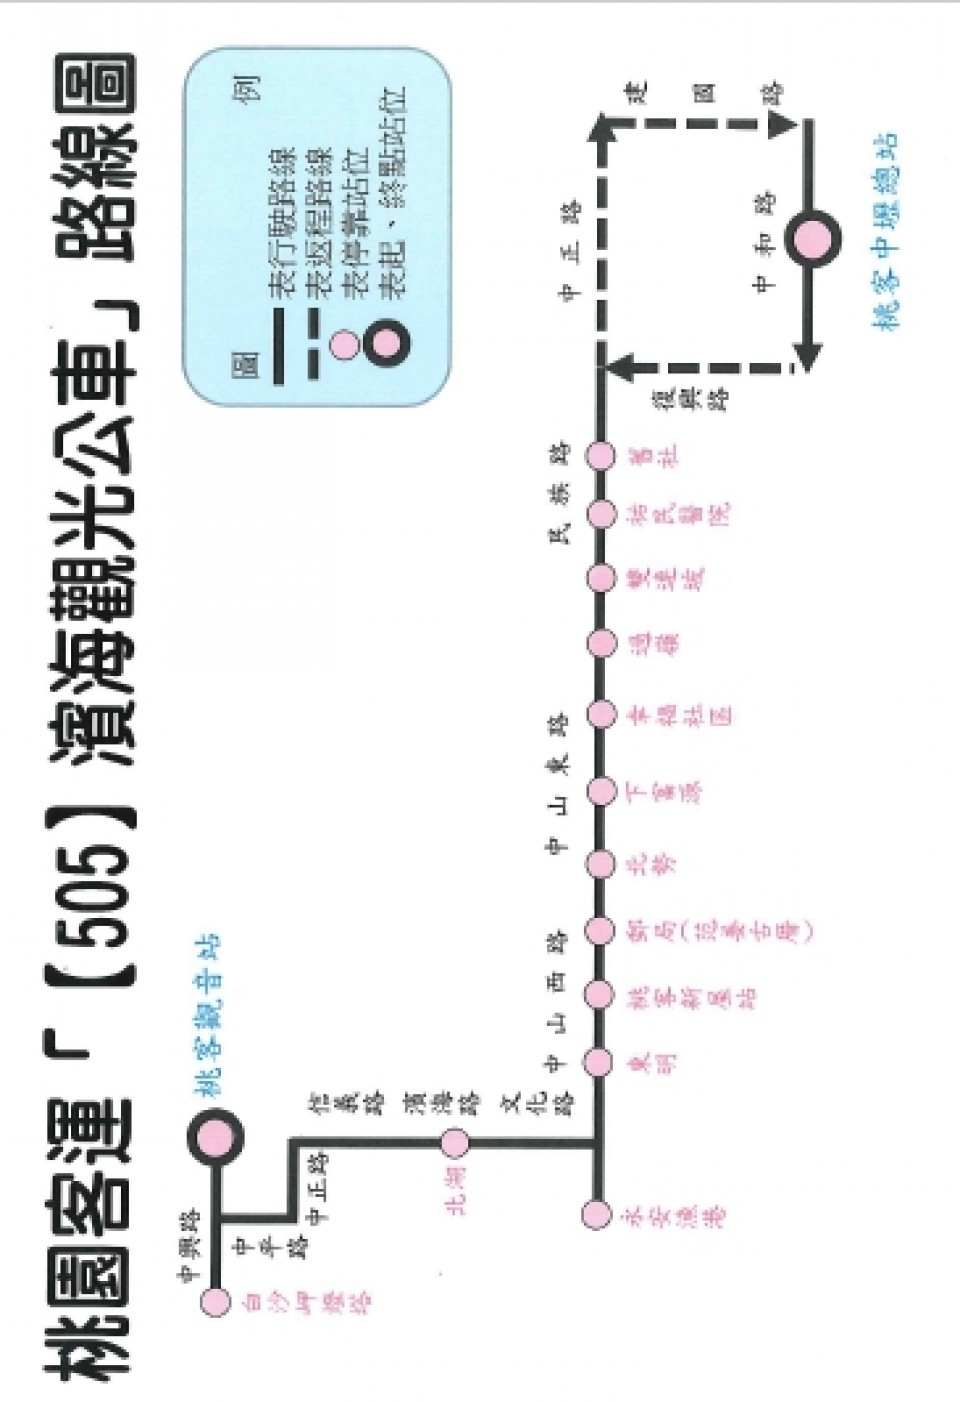 桃園客運「【505】濱海觀光公車」路線圖
圖例
表行駛路線
表返程路線
表停靠站位
表起、終點站位
桃客觀音站
中興路
中平路
白沙岬燈塔
中正路
信義路
濱海路
文化路
北湖
永安漁港
中山西路
東明
桃客新屋站
郵局(范姜古厝)
北勢
中山東路
下富源
幸福社區
過嶺
雙連坡
民族路
榮民醫院
舊社
復興路
中正路
建國路
中和路
桃客中壢總站